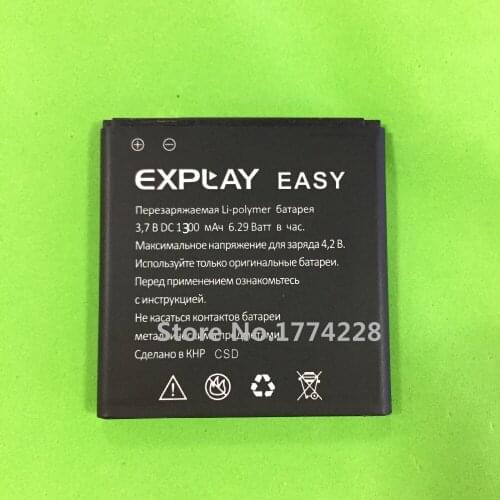 EXPLAY EASY
Перезаряжаемая Li-polymer батарея
3,7 В DC 1300 мАч 6.29 Ватт в час.
Максимальное напряжение для заряда 4,2 В.
Используйте только оригинальные батареи.
Перед применением ознакомьтесь
с инструкцией.
Не касаться контактов батареи
металлическими предметами.
Store No.1774228
Сделано в КНР CSD